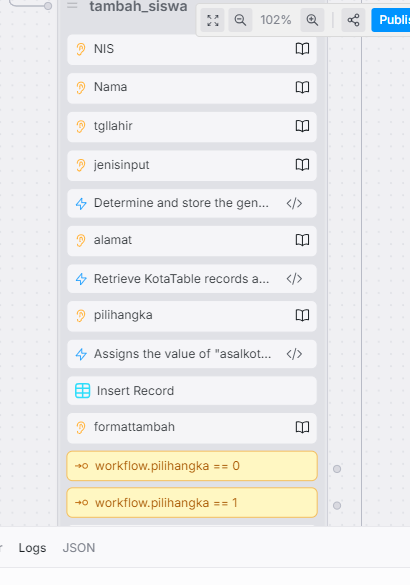 tambah_siswa
102%
NIS
Nama
tgllahir
jenisinput
Determine and store the gen...
alamat
Retrieve KotaTable records a...
pilihangka
Assigns the value of "asalkot...
Insert Record
formattambah
workflow.pilihangka == 0
workflow.pilihangka == 1
Logs
JSON